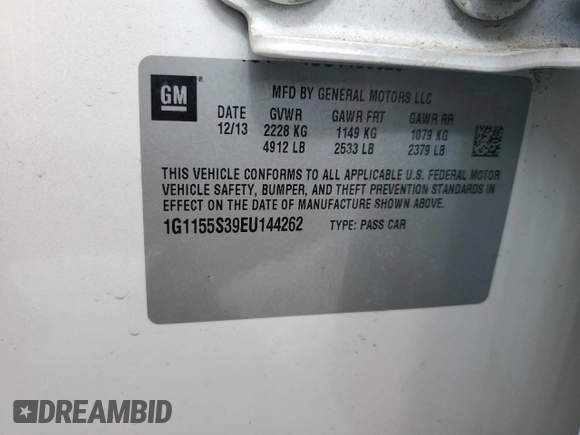 GM
MFD BY GENERAL MOTORS LLC
DATE GVWR GAWR FRT GAWR RR
12/13 2228 KG 1149 KG 1079 KG
4912 LB 2533 LB 2379 LB
THIS VEHICLE CONFORMS TO ALL APPLICABLE U.S. FEDERAL MOTOR
VEHICLE SAFETY, BUMPER, AND THEFT PREVENTION STANDARDS IN
EFFECT ON THE DATE OF MANUFACTURE SHOWN ABOVE.
1G1155S39EU144262 TYPE: PASS CAR
DREAMBID